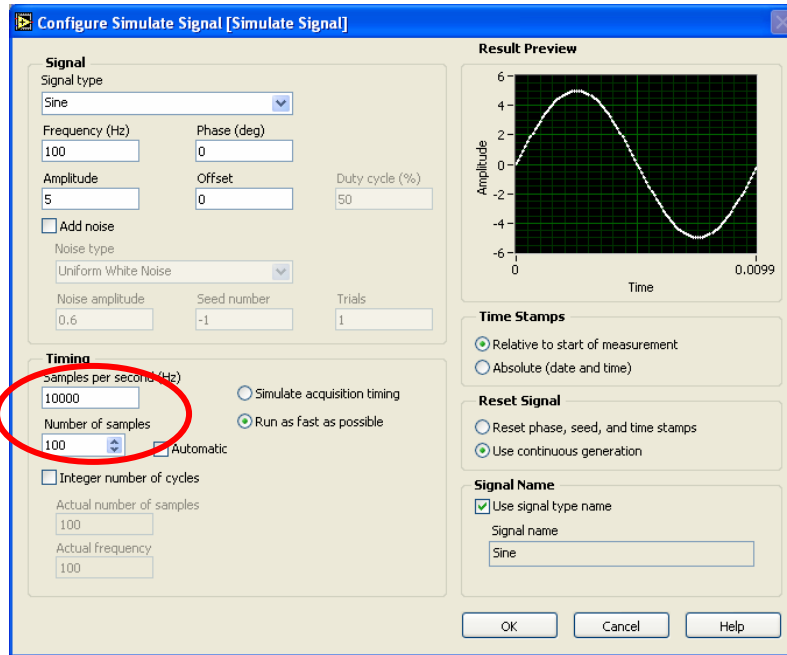 Configure Simulate Signal [Simulate Signal]
Signal
Signal type
Sine
Frequency (Hz) Phase (deg)
100 0
Amplitude Offset Duty cycle (%)
5 0 50
Add noise
Noise type
Uniform White Noise
Noise amplitude Seed number Trials
0.6 -1 1
Timing
Samples per second (Hz)
10000
Simulate acquisition timing
Number of samples
Run as fast as possible
100
Automatic
Integer number of cycles
Actual number of samples
100
Actual frequency
100
Result Preview
6
4
2
0
-2
-4
-6
Amplitude
0 0.0099
Time
Time Stamps
Relative to start of measurement
Absolute (date and time)
Reset Signal
Reset phase, seed, and time stamps
Use continuous generation
Signal Name
Use signal type name
Signal name
Sine
OK Cancel Help